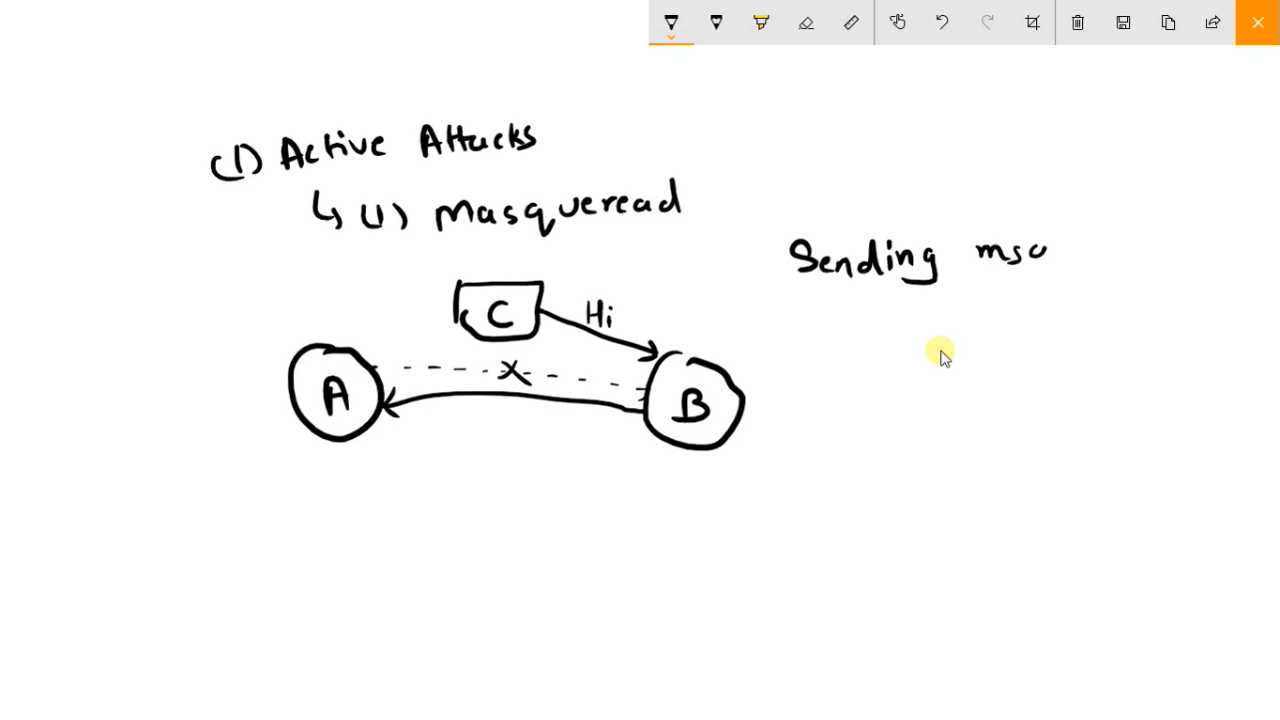 (1) Active Attacks
↳ (1) Masqueread
Sending
C
Hi
X
A
B